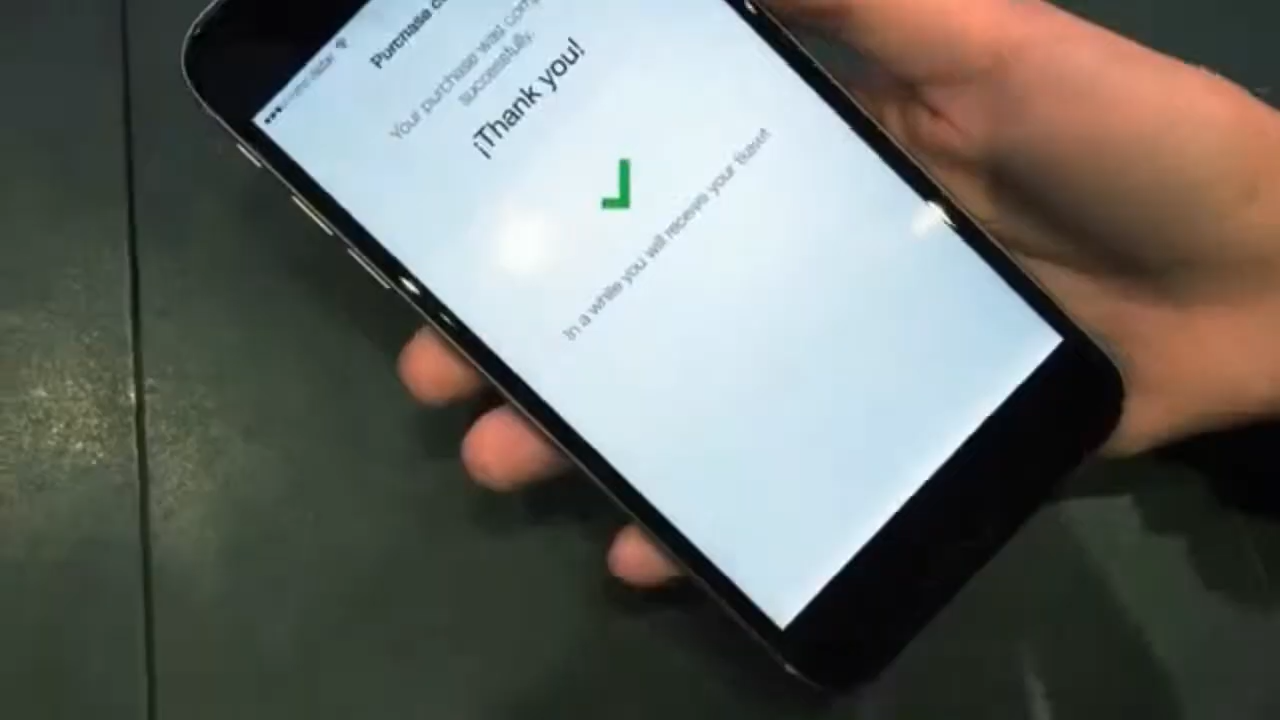 Purchase
Your purchase was
successfully.
¡Thank you!
In a while you will receive your